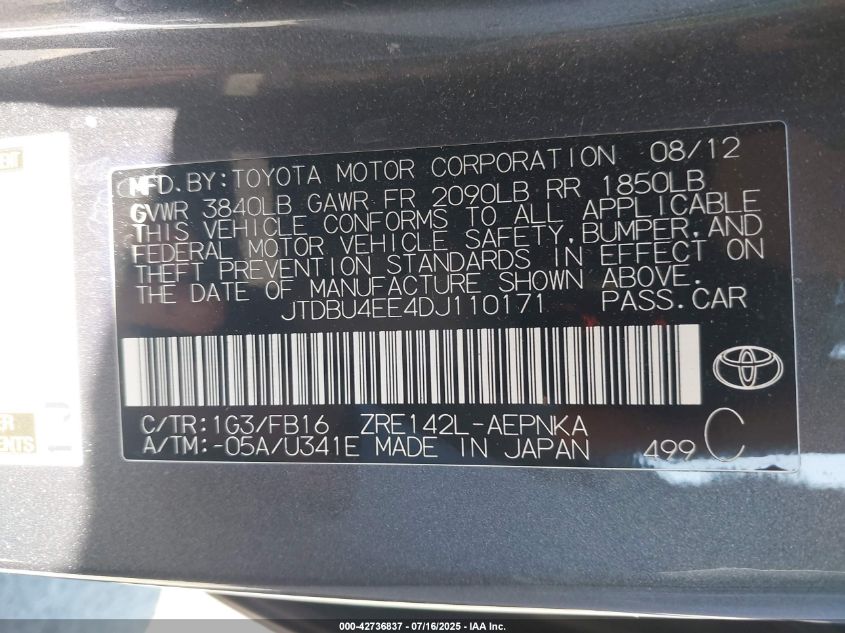 MFD. BY: TOYOTA MOTOR CORPORATION 08/12
GVWR 3840LB GAWR FR 2090LB RR 1850LB
THIS VEHICLE CONFORMS TO ALL APPLICABLE
FEDERAL MOTOR VEHICLE SAFETY, BUMPER, AND
THEFT PREVENTION STANDARDS IN EFFECT ON
THE DATE OF MANUFACTURE SHOWN ABOVE.
JTDBU4EE4DJ110171 PASS.CAR
C/TR:1G3/FB16 ZRE142L-AEPNKA
A/TM:-05A/U341E MADE IN JAPAN 499 C
000-42736837 - 07/16/2025 - IAA Inc.